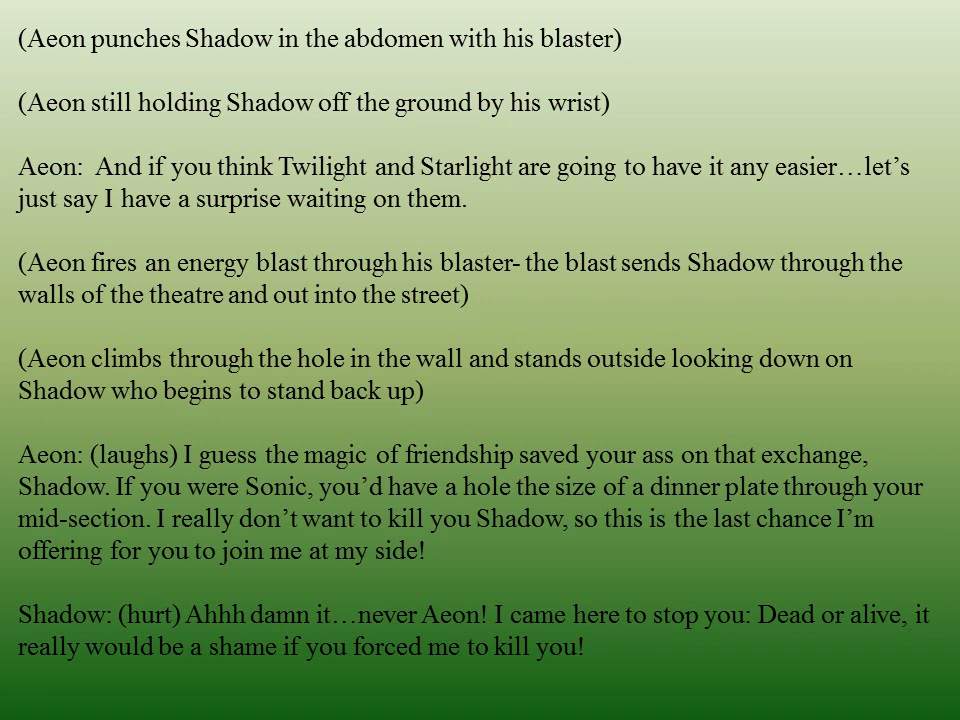 (Aeon punches Shadow in the abdomen with his blaster)
(Aeon still holding Shadow off the ground by his wrist)
Aeon:  And if you think Twilight and Starlight are going to have it any easier…let’s
just say I have a surprise waiting on them.
(Aeon fires an energy blast through his blaster- the blast sends Shadow through the
walls of the theatre and out into the street)
(Aeon climbs through the hole in the wall and stands outside looking down on
Shadow who begins to stand back up)
Aeon: (laughs) I guess the magic of friendship saved your ass on that exchange,
Shadow. If you were Sonic, you’d have a hole the size of a dinner plate through your
mid-section. I really don’t want to kill you Shadow, so this is the last chance I’m
offering for you to join me at my side!
Shadow: (hurt) Ahhh damn it…never Aeon! I came here to stop you: Dead or alive, it
really would be a shame if you forced me to kill you!